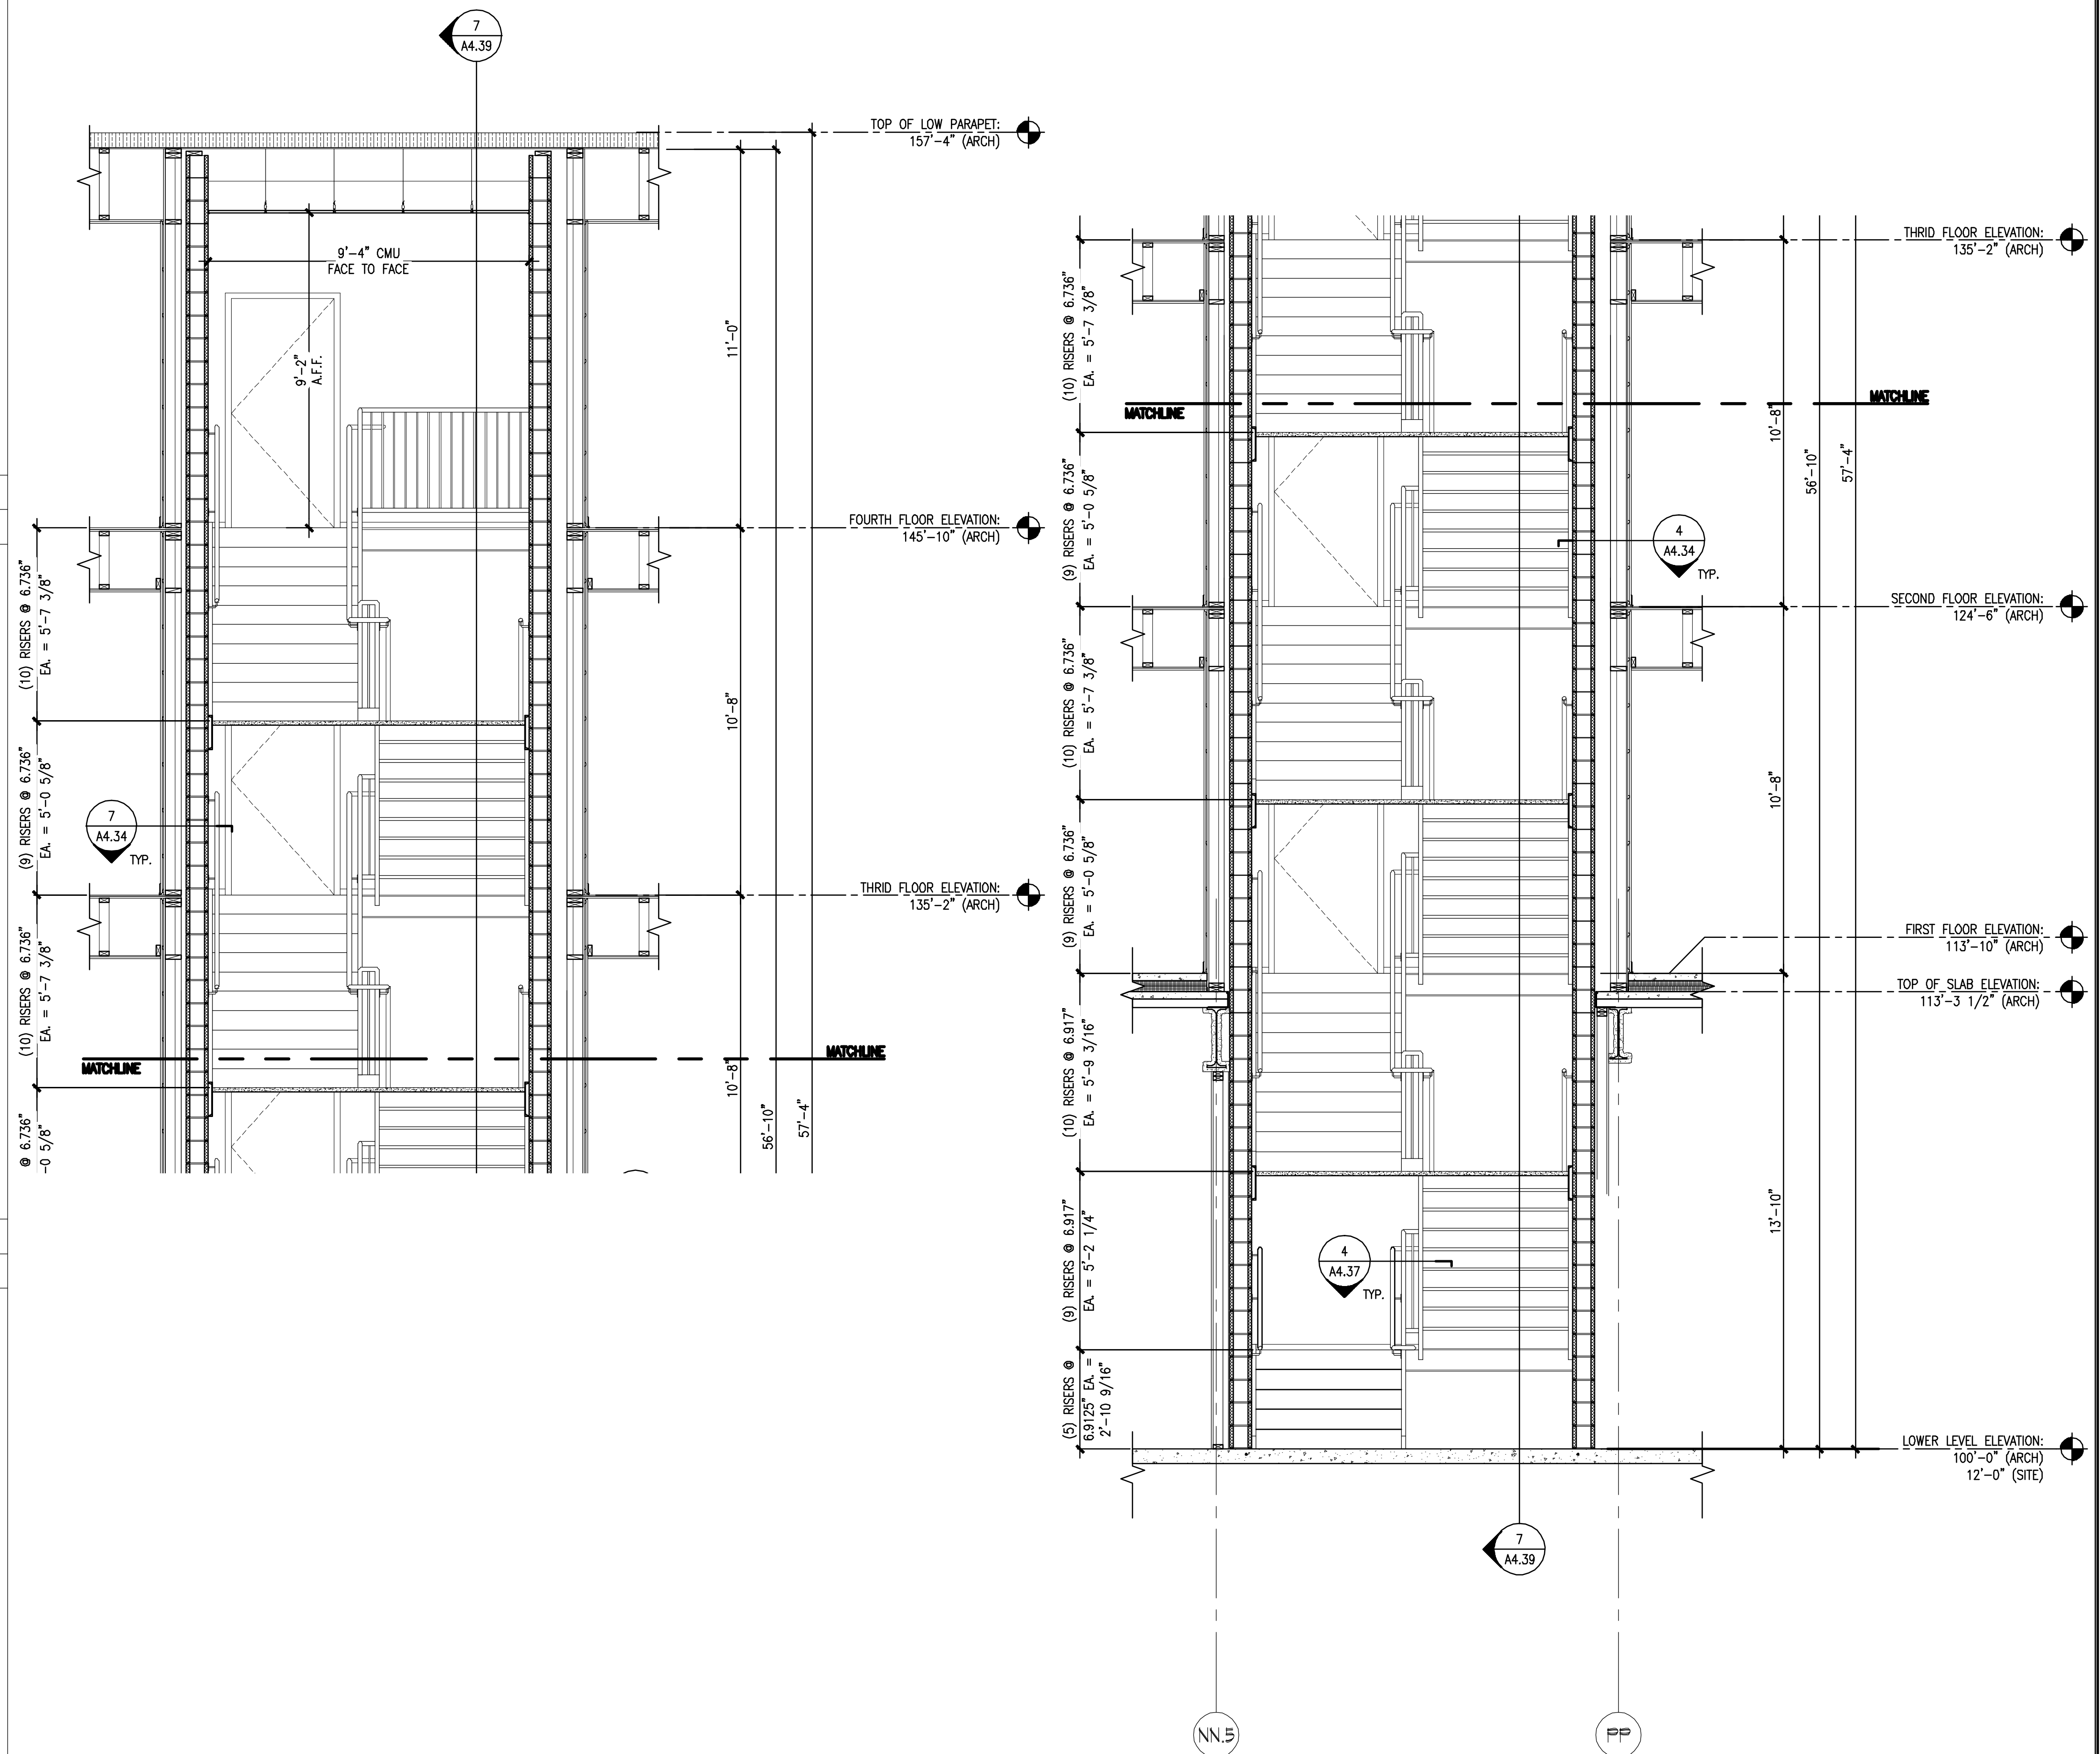 7
A4.39
TOP OF LOW PARAPET:
157'-4" (ARCH)
9'-4" CMU
FACE TO FACE
9'-2"
A.F.F.
11'-0"
FOURTH FLOOR ELEVATION:
145'-10" (ARCH)
(10) RISERS @ 6.736"
EA. = 5'-7 3/8"
10'-8"
(9) RISERS @ 6.736"
EA. = 5'-0 5/8"
7
A4.34
TYP.
THRID FLOOR ELEVATION:
135'-2" (ARCH)
(10) RISERS @ 6.736"
EA. = 5'-7 3/8"
MATCHLINE
MATCHLINE
10'-8"
56'-10"
57'-4"
@ 6.736"
-0 5/8"
THRID FLOOR ELEVATION:
135'-2" (ARCH)
(10) RISERS @ 6.736"
EA. = 5'-7 3/8"
MATCHLINE
MATCHLINE
10'-8"
56'-10"
57'-4"
(9) RISERS @ 6.736"
EA. = 5'-0 5/8"
4
A4.34
TYP.
SECOND FLOOR ELEVATION:
124'-6" (ARCH)
(10) RISERS @ 6.736"
EA. = 5'-7 3/8"
10'-8"
(9) RISERS @ 6.736"
EA. = 5'-0 5/8"
FIRST FLOOR ELEVATION:
113'-10" (ARCH)
TOP OF SLAB ELEVATION:
113'-3 1/2" (ARCH)
(10) RISERS @ 6.917"
EA. = 5'-9 3/16"
13'-10"
(9) RISERS @ 6.917"
EA. = 5'-2 1/4"
4
A4.37
TYP.
(5) RISERS @
6.9125" EA. =
2'-10 9/16"
LOWER LEVEL ELEVATION:
100'-0" (ARCH)
12'-0" (SITE)
7
A4.39
NN.5
PP